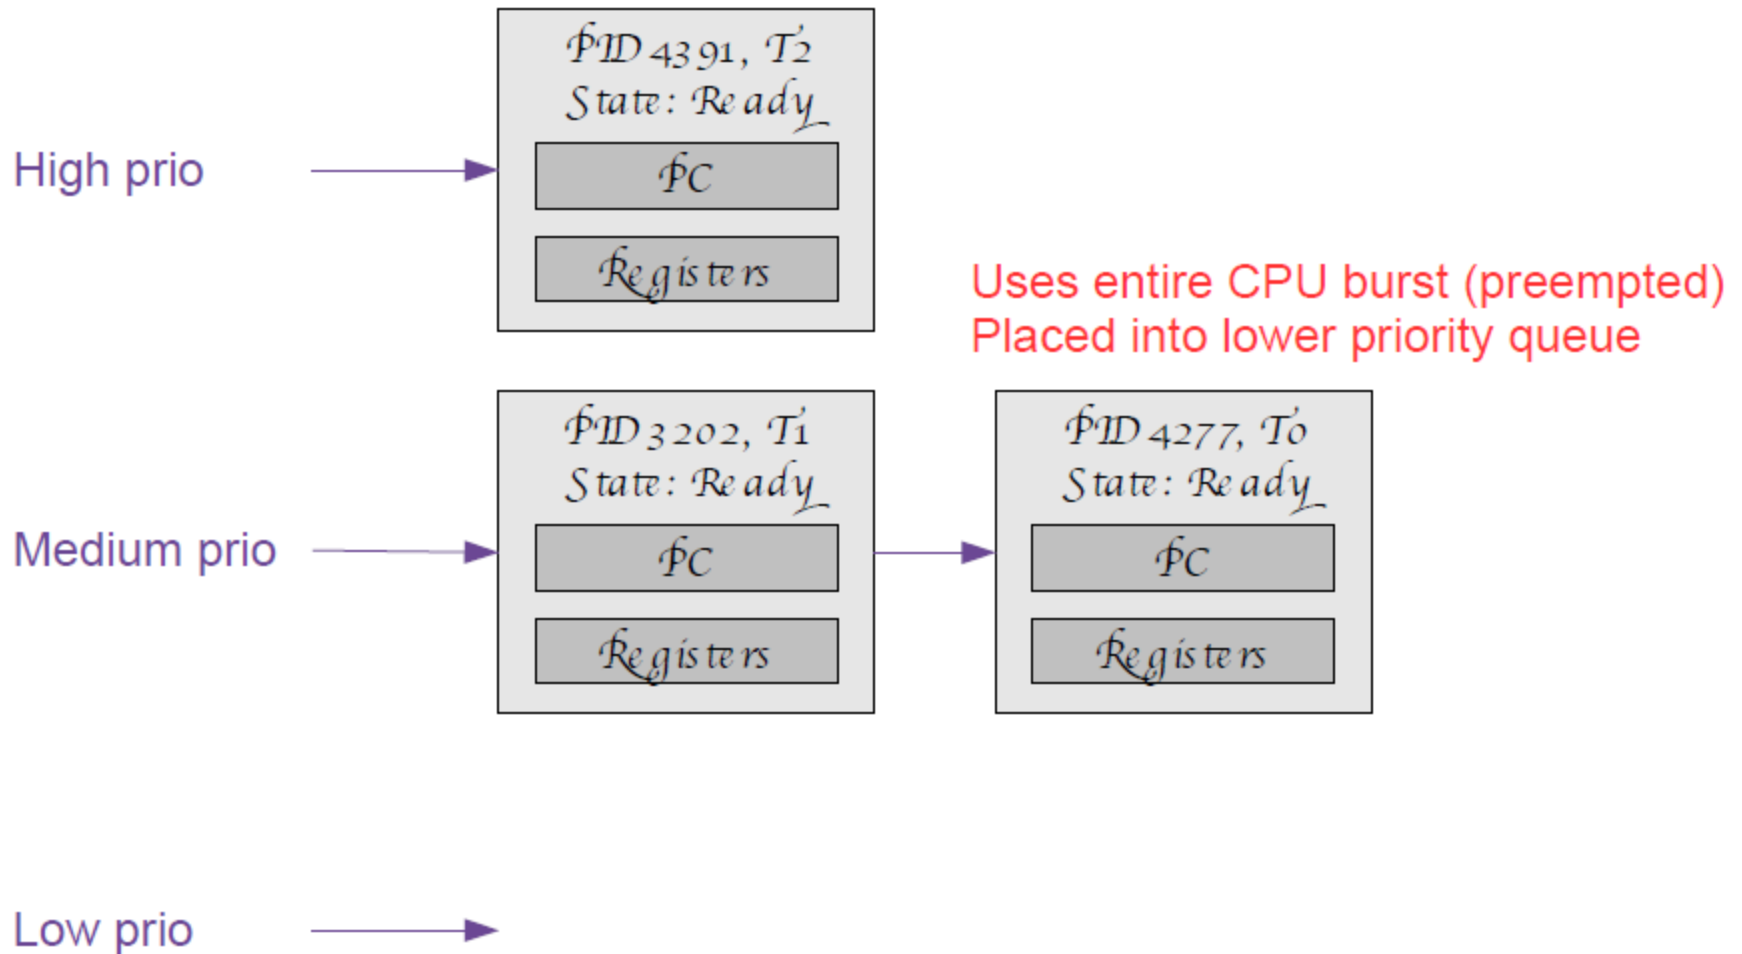 PID 4391, T2
State: Ready
High prio
PC
Registers
Uses entire CPU burst (preempted)
Placed into lower priority queue
PID 3202, T1
State: Ready
PID 4277, T0
State: Ready
Medium prio
PC
PC
Registers
Registers
Low prio